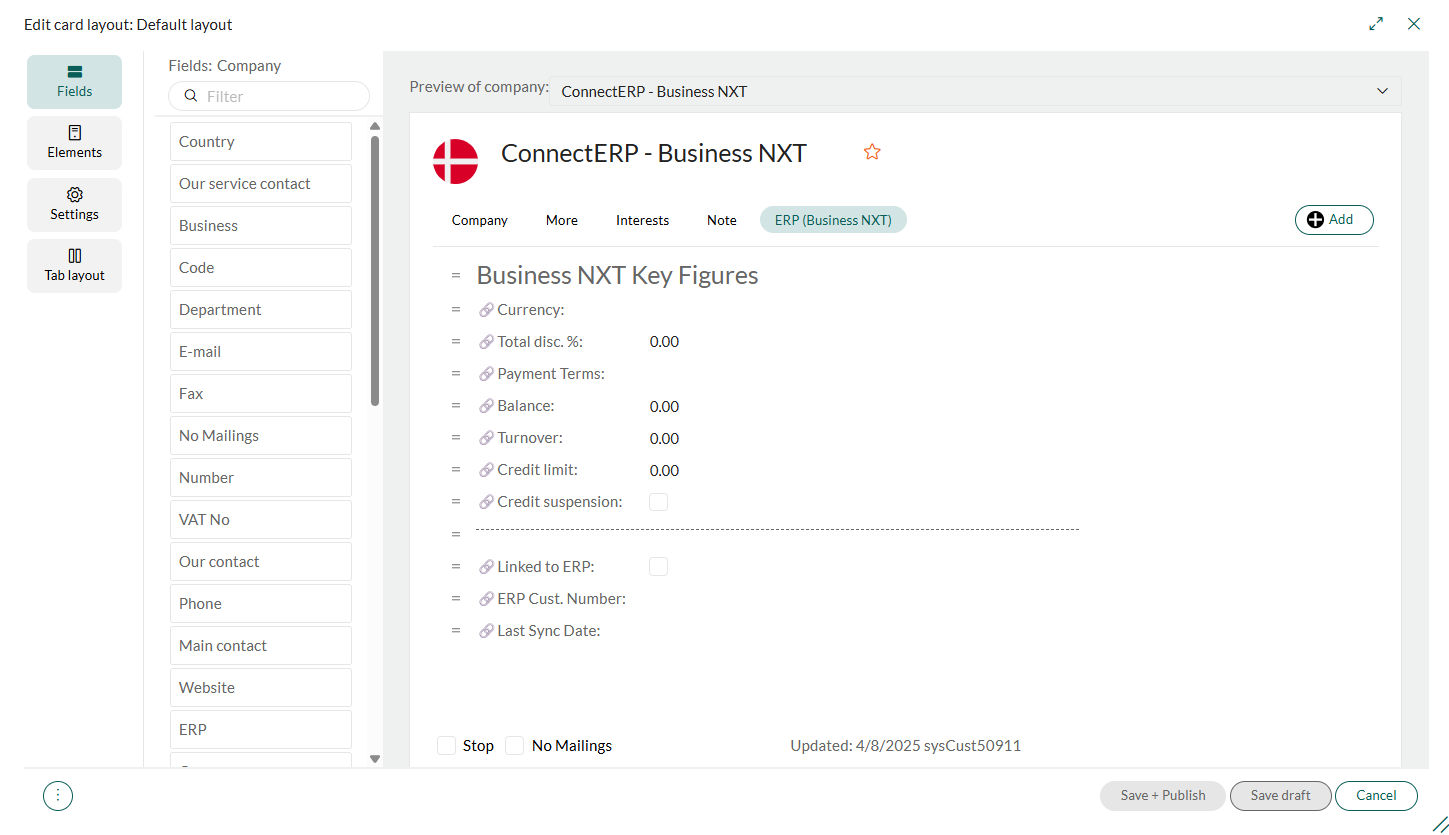 Edit card layout: Default layout
Fields
Elements
Settings
Tab layout
Fields: Company
Filter
Country
Our service contact
Business
Code
Department
E-mail
Fax
No Mailings
Number
VAT No
Our contact
Phone
Main contact
Website
ERP
Preview of company:
ConnectERP - Business NXT
ConnectERP - Business NXT
Company
More
Interests
Note
ERP (Business NXT)
Add
Business NXT Key Figures
Currency:
Total disc. %: 0.00
Payment Terms:
Balance: 0.00
Turnover: 0.00
Credit limit: 0.00
Credit suspension:
Linked to ERP:
ERP Cust. Number:
Last Sync Date:
Stop
No Mailings
Updated: 4/8/2025 sysCust50911
Save + Publish
Save draft
Cancel